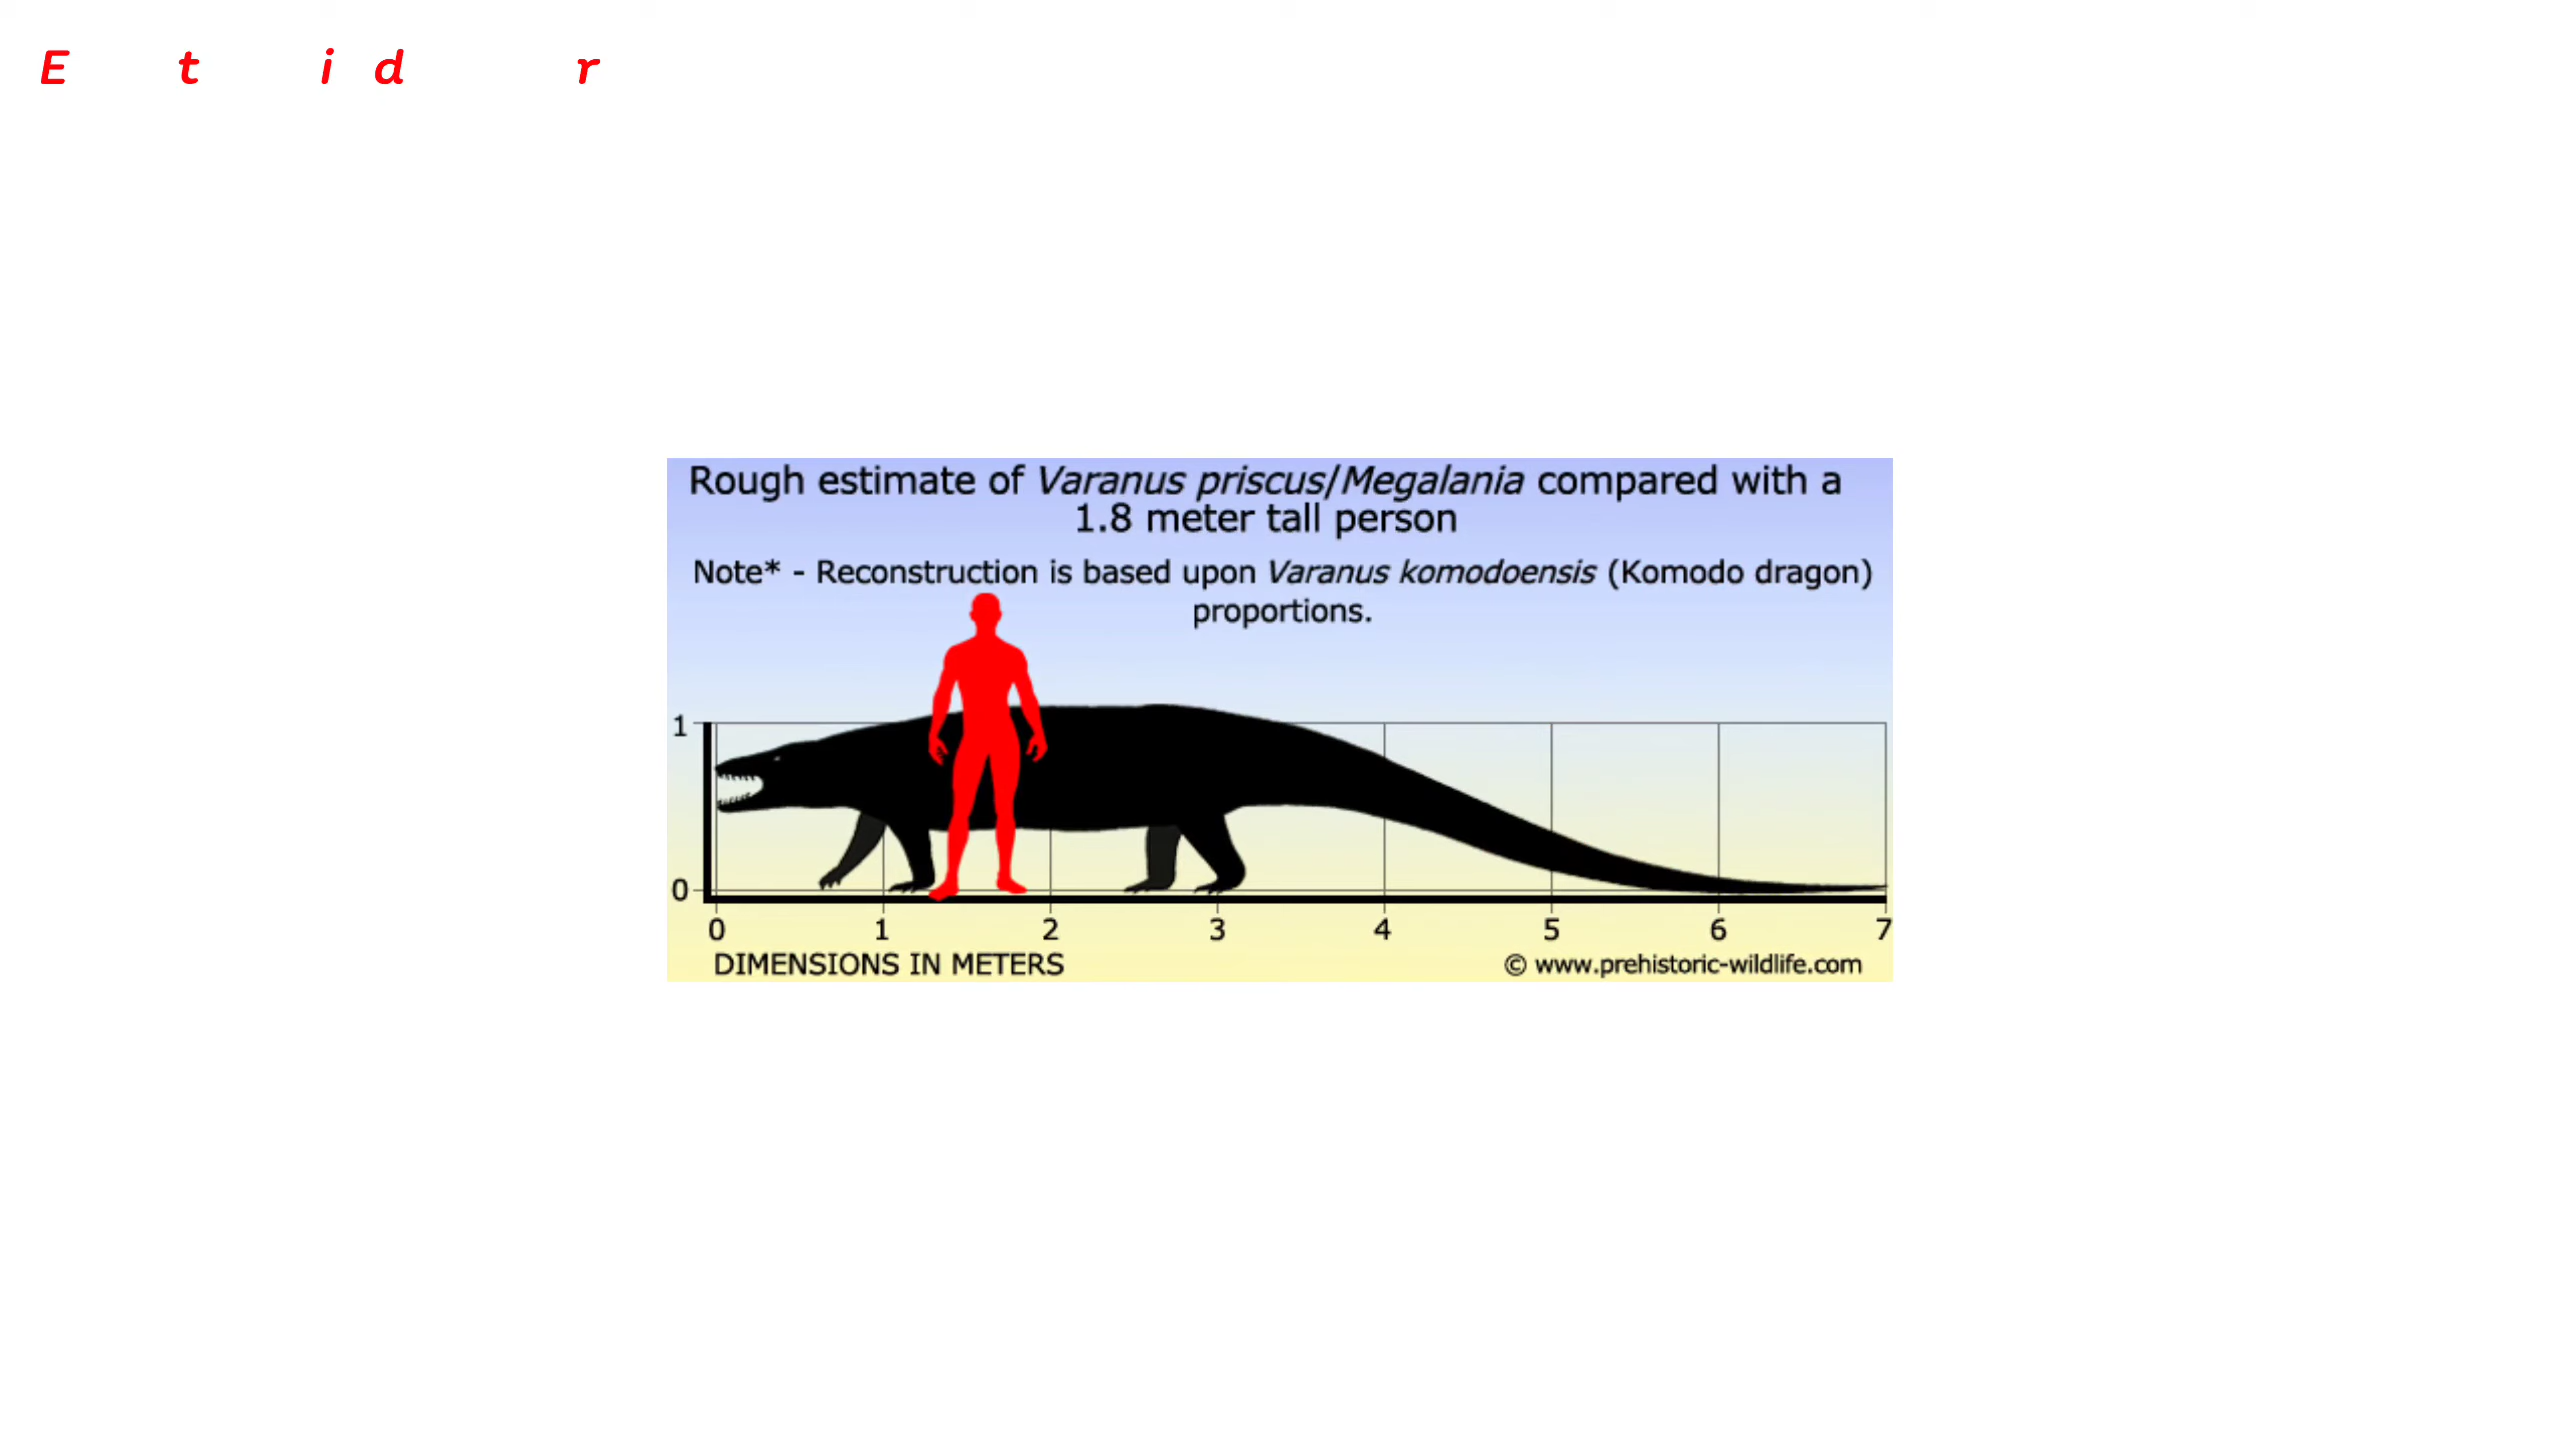 E t i d r
Rough estimate of Varanus priscus/Megalania compared with a
1.8 meter tall person
Note* - Reconstruction is based upon Varanus komodoensis (Komodo dragon)
proportions.
1
0
0 1 2 3 4 5 6 7
DIMENSIONS IN METERS © www.prehistoric-wildlife.com